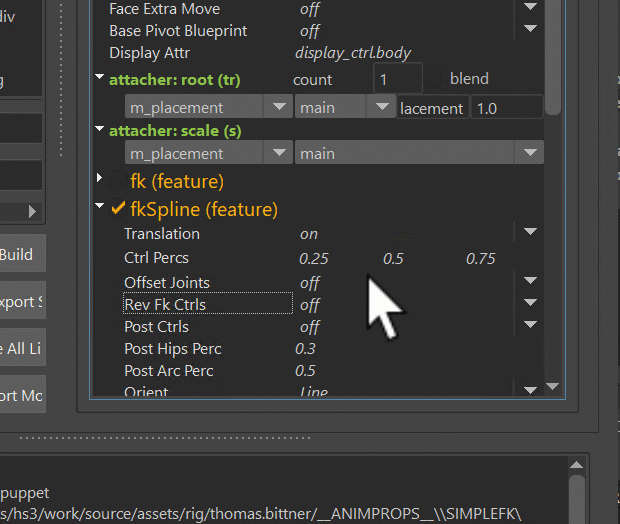 div
g
Build
xport S
e All Li
ort Mo
Face Extra Move off
Base Pivot Blueprint off
Display Attr display_ctrl.body
attacher: root (tr) count 1 blend
m_placement main lacement 1.0
attacher: scale (s)
m_placement main
fk (feature)
fkSpline (feature)
Translation on
Ctrl Percs 0.25 0.5 0.75
Offset Joints off
Rev Fk Ctrls off
Post Ctrls off
Post Hips Perc 0.3
Post Arc Perc 0.5
Orient Line
puppet
s/hs3/work/source/assets/rig/thomas.bittner/__ANIMPROPS__\\SIMPLEFK\